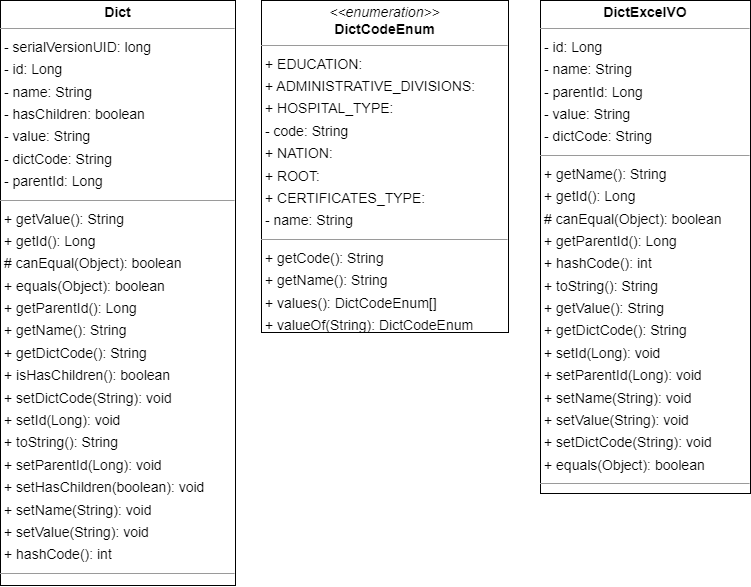 Dict
- serialVersionUID: long
- id: Long
- name: String
- hasChildren: boolean
- value: String
- dictCode: String
- parentId: Long
+ getValue(): String
+ getId(): Long
# canEqual(Object): boolean
+ equals(Object): boolean
+ getParentId(): Long
+ getName(): String
+ getDictCode(): String
+ isHasChildren(): boolean
+ setDictCode(String): void
+ setId(Long): void
+ toString(): String
+ setParentId(Long): void
+ setHasChildren(boolean): void
+ setName(String): void
+ setValue(String): void
+ hashCode(): int
<<enumeration>>
DictCodeEnum
+ EDUCATION:
+ ADMINISTRATIVE_DIVISIONS:
+ HOSPITAL_TYPE:
- code: String
+ NATION:
+ ROOT:
+ CERTIFICATES_TYPE:
- name: String
+ getCode(): String
+ getName(): String
+ values(): DictCodeEnum[]
+ valueOf(String): DictCodeEnum
DictExcelVO
- id: Long
- name: String
- parentId: Long
- value: String
- dictCode: String
+ getName(): String
+ getId(): Long
# canEqual(Object): boolean
+ getParentId(): Long
+ hashCode(): int
+ toString(): String
+ getValue(): String
+ getDictCode(): String
+ setId(Long): void
+ setParentId(Long): void
+ setName(String): void
+ setValue(String): void
+ setDictCode(String): void
+ equals(Object): boolean